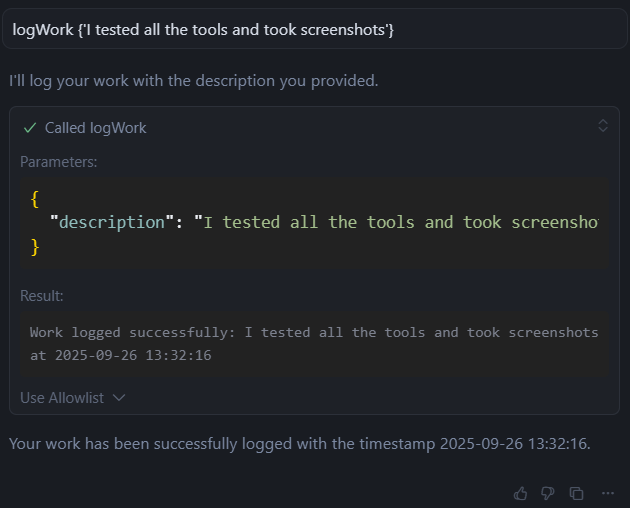 logWork {'I tested all the tools and took screenshots'}
I'll log your work with the description you provided.
Called logWork
Parameters:
{
"description": "I tested all the tools and took screensho
}
Result:
Work logged successfully: I tested all the tools and took screenshots
at 2025-09-26 13:32:16
Use Allowlist
Your work has been successfully logged with the timestamp 2025-09-26 13:32:16.